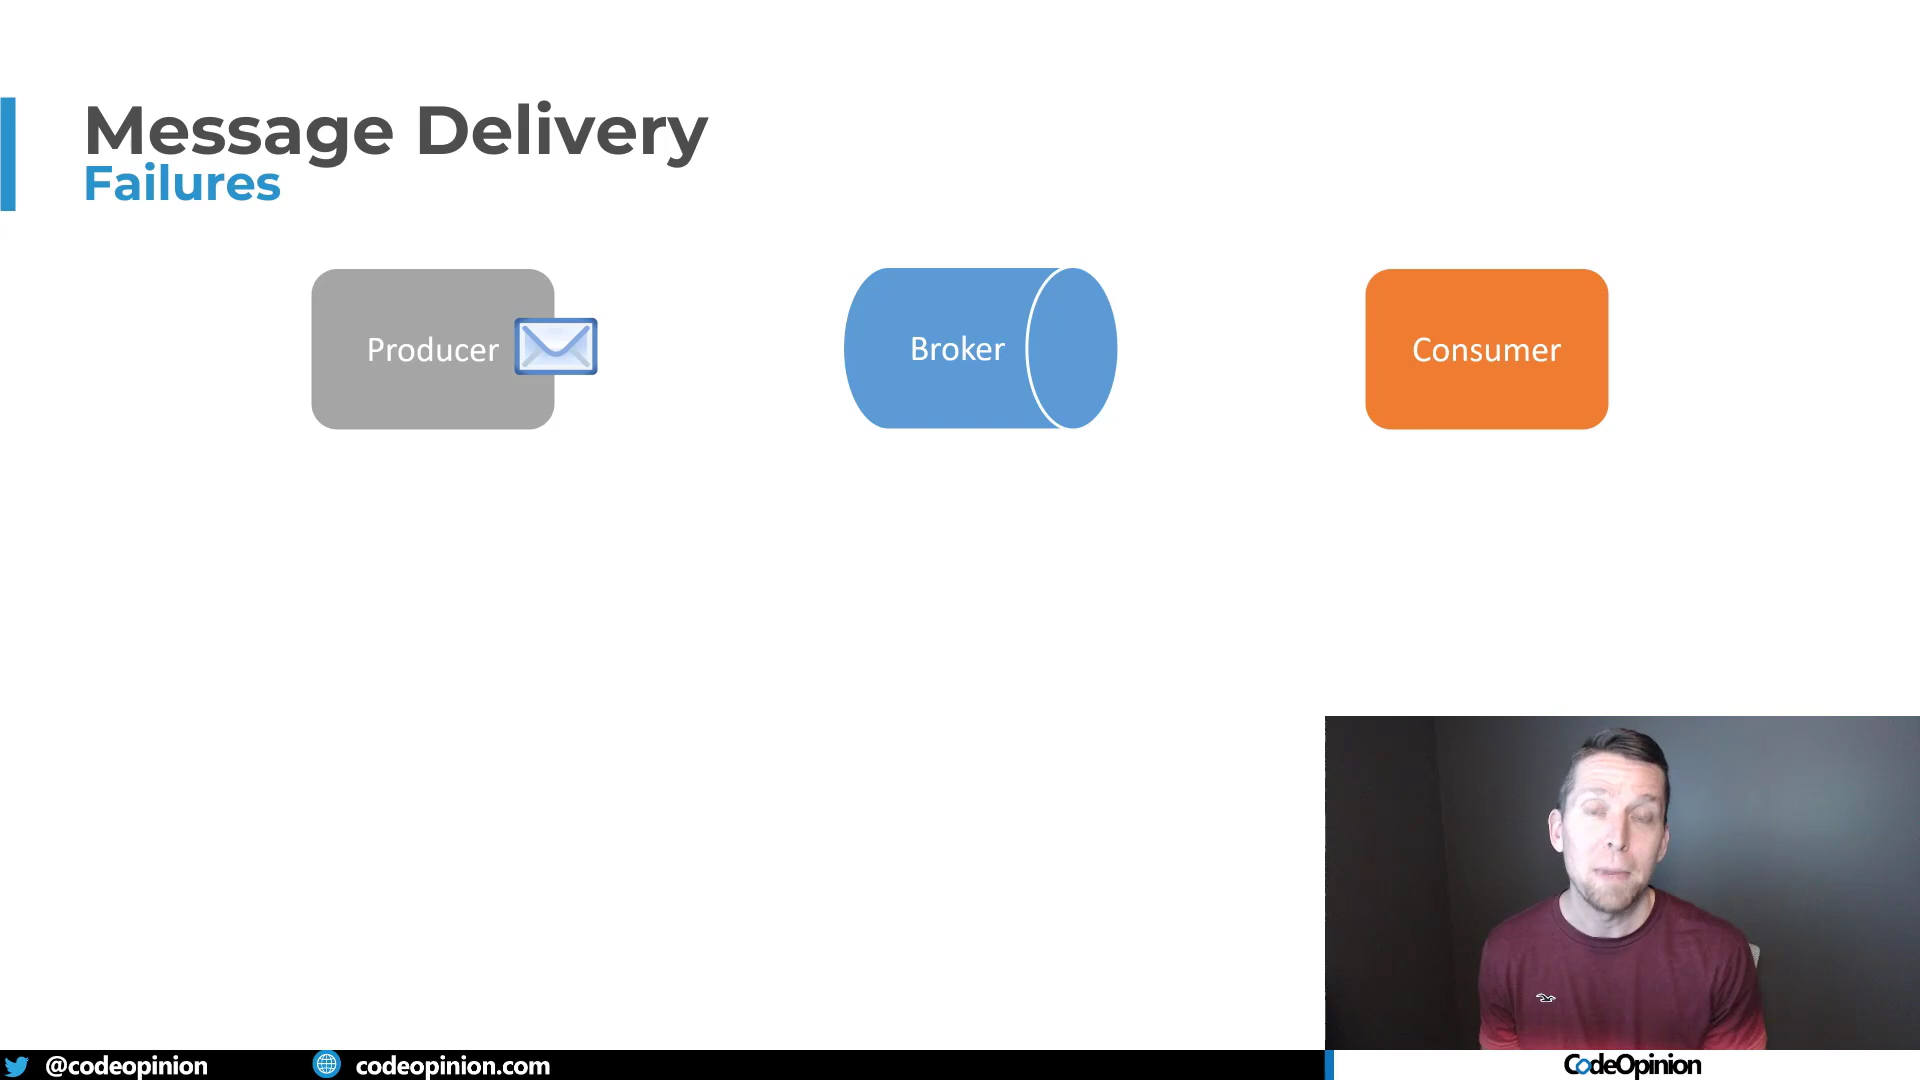 Message Delivery
Failures
Producer
Broker
Consumer
@codeopinion
codeopinion.com
CodeOpinion